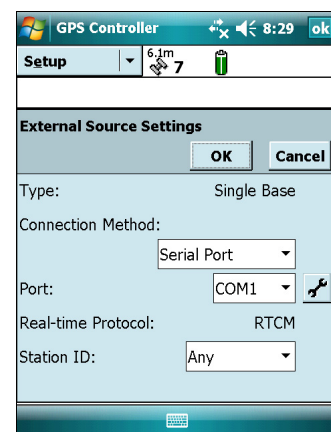 GPS Controller 8:29 ok
Setup 6.1m 7
External Source Settings
OK Cancel
Type: Single Base
Connection Method:
Serial Port
Port: COM1
Real-time Protocol: RTCM
Station ID: Any